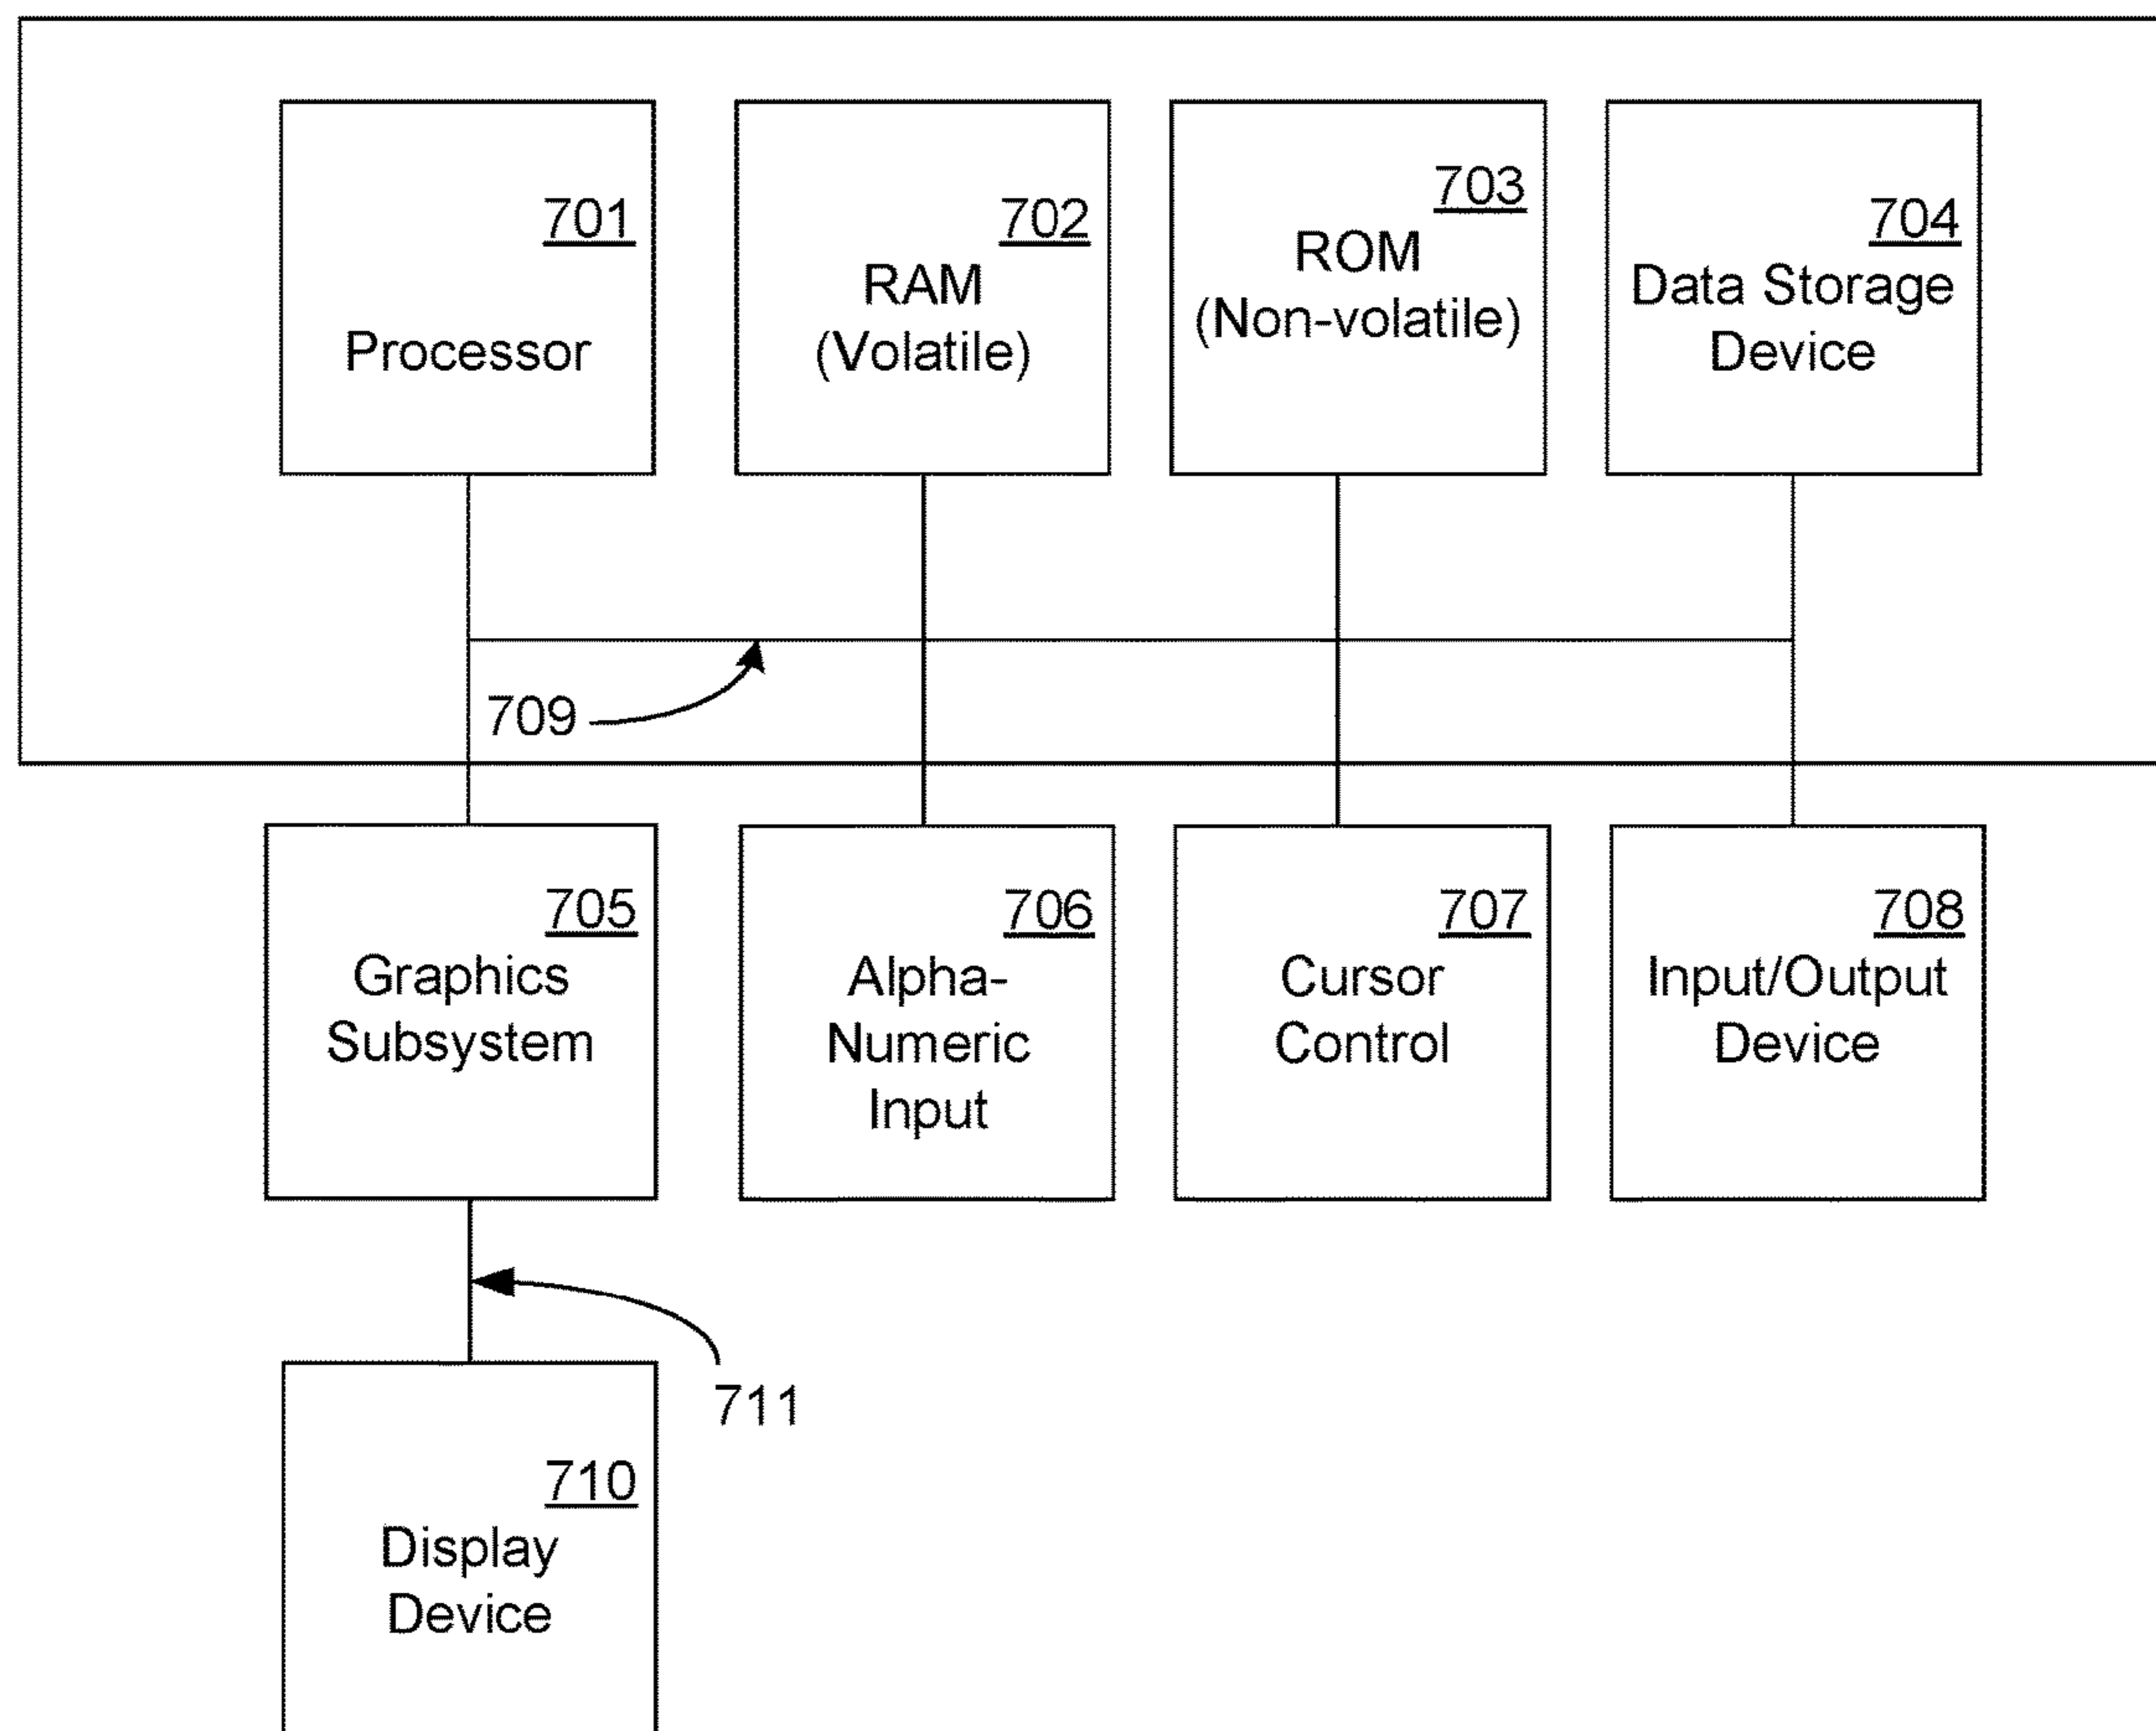 701
Processor
702
RAM
(Volatile)
703
ROM
(Non-volatile)
704
Data Storage
Device
709
705
Graphics
Subsystem
706
Alpha-
Numeric
Input
707
Cursor
Control
708
Input/Output
Device
711
710
Display
Device